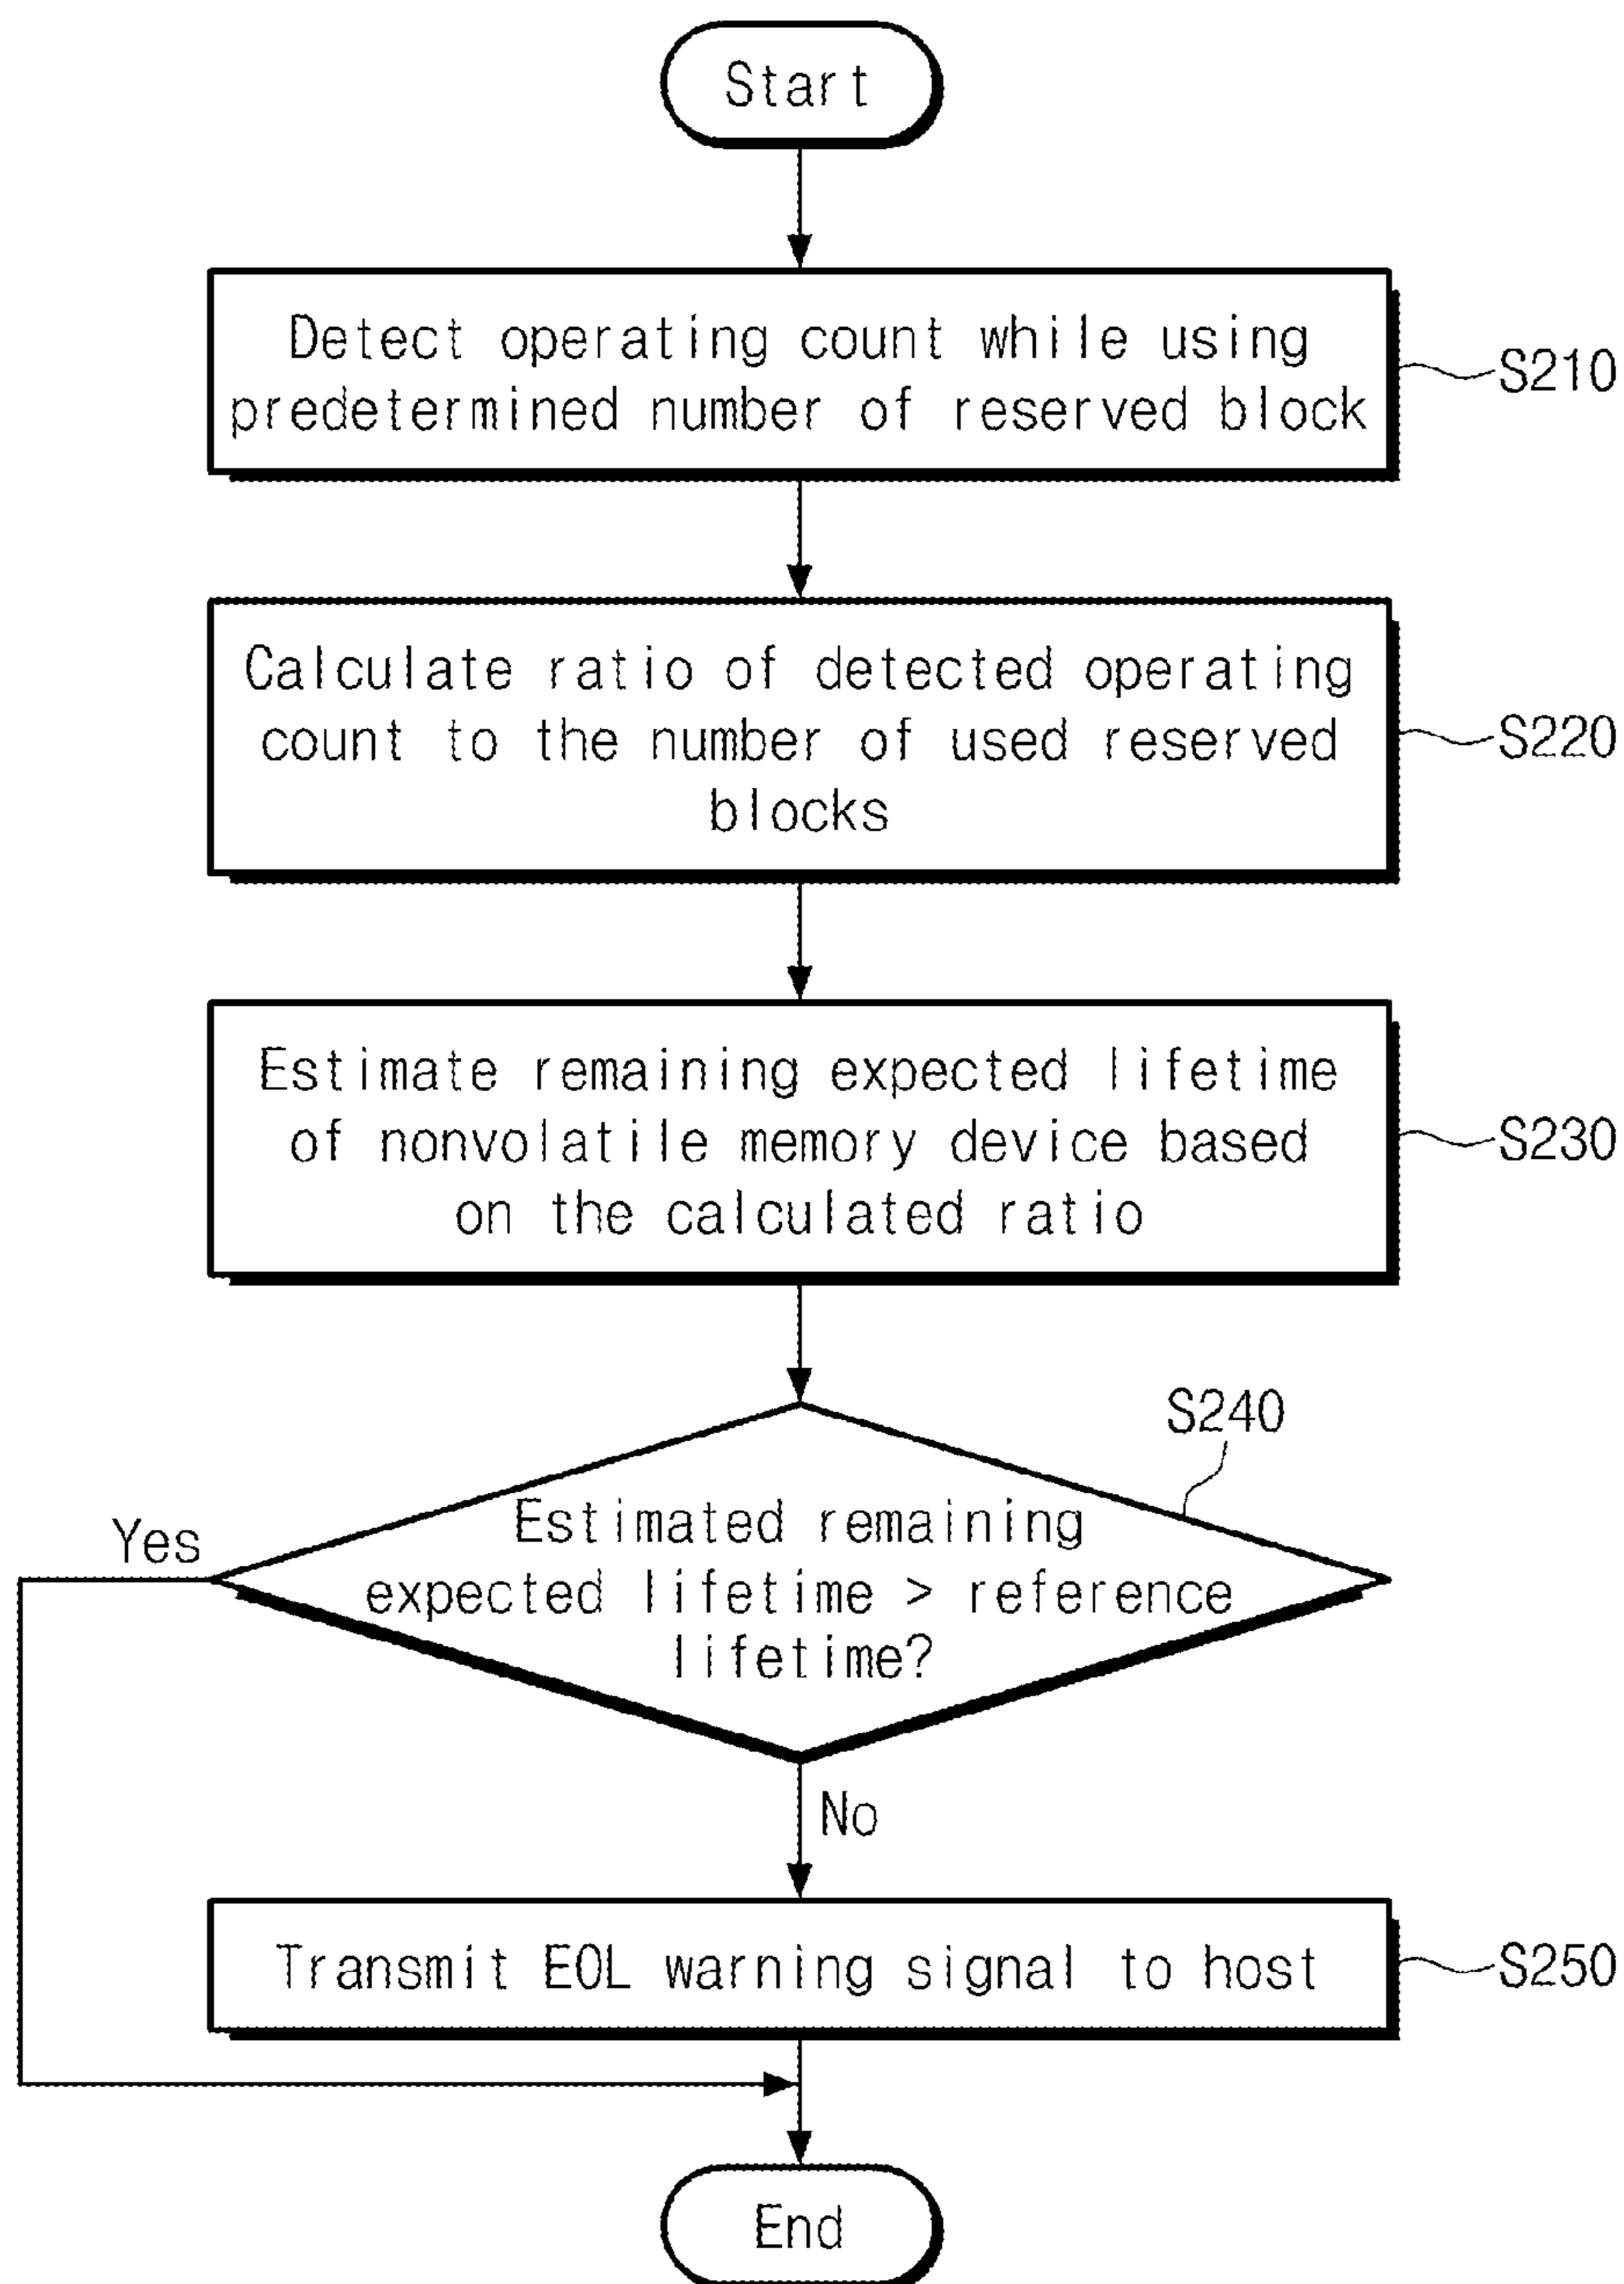 Start
Detect operating count while using
predetermined number of reserved block
S210
Calculate ratio of detected operating
count to the number of used reserved
blocks
S220
Estimate remaining expected lifetime
of nonvolatile memory device based
on the calculated ratio
S230
S240
Estimated remaining
expected lifetime > reference
lifetime?
Yes
No
Transmit EOL warning signal to host
S250
End